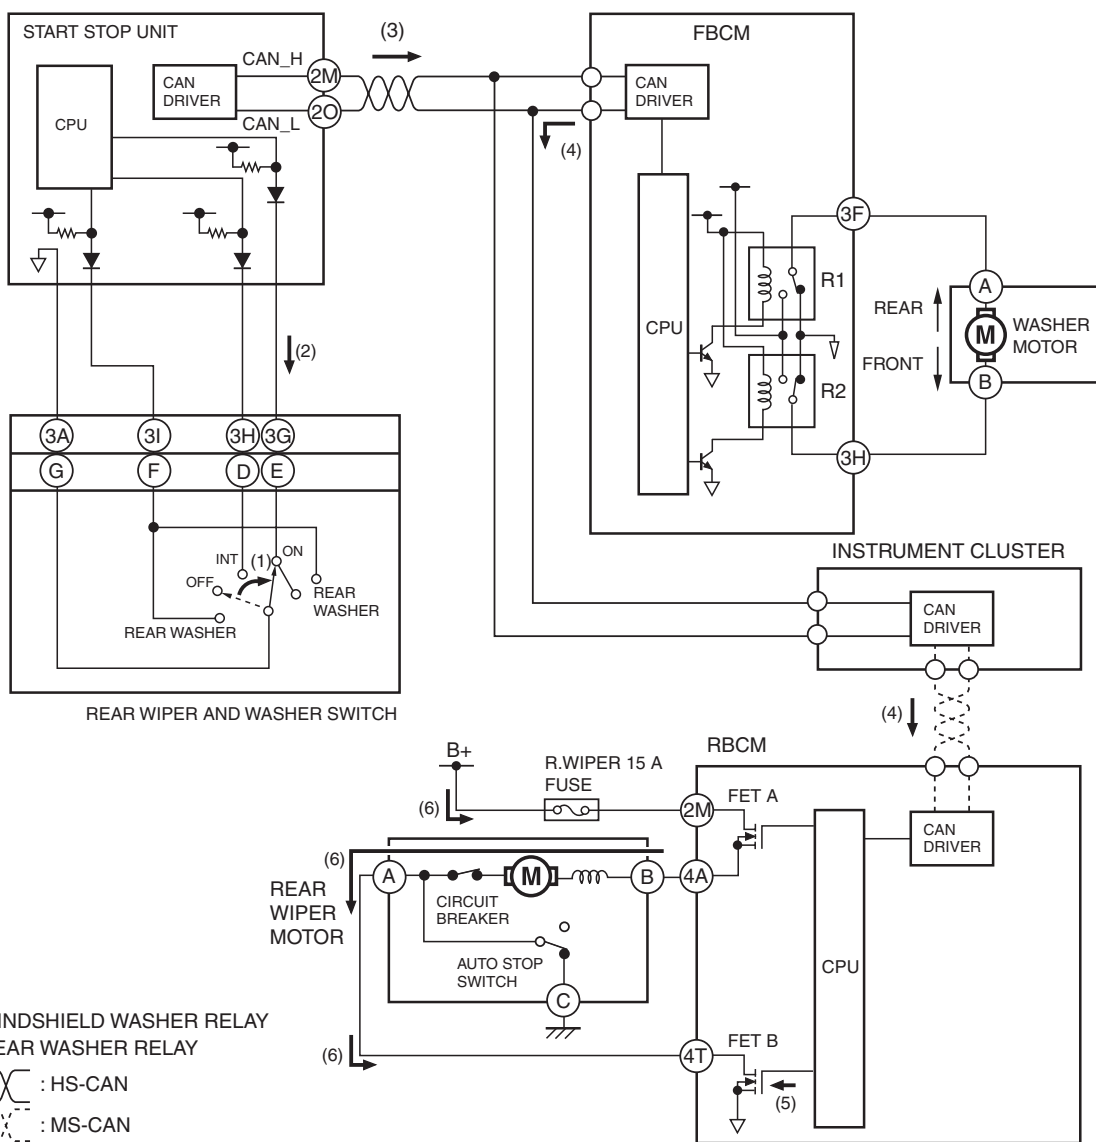 START STOP UNIT
CAN_H
2M
(3)
FBCM
CPU
CAN
DRIVER
CAN_L
2O
(4)
CAN
DRIVER
3F
R1
A
REAR
CPU
M
WASHER
MOTOR
FRONT
R2
B
(2)
3H
3A
3I
3H
3G
G
F
D
E
INT
(1)
ON
OFF
REAR
WASHER
REAR WASHER
REAR WIPER AND WASHER SWITCH
INSTRUMENT CLUSTER
CAN
DRIVER
(4)
RBCM
B+
R.WIPER 15 A
FUSE
(6)
2M
FET A
CAN
DRIVER
(6)
A
M
B
4A
REAR
WIPER
MOTOR
CIRCUIT
BREAKER
AUTO STOP
SWITCH
CPU
C
INDSHIELD WASHER RELAY
EAR WASHER RELAY
(6)
4T
FET B
(5)
: HS-CAN
: MS-CAN